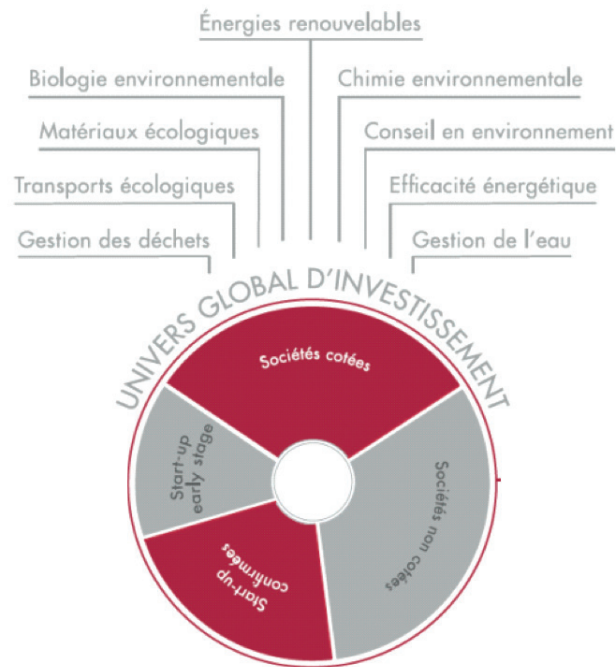 Énergies renouvelables
Biologie environnementale
Chimie environnementale
Matériaux écologiques
Conseil en environnement
Transports écologiques
Efficacité énergétique
Gestion des déchets
Gestion de l'eau
UNIVERS GLOBAL D'INVESTISSEMENT
Sociétés cotées
Start-up
early stage
Sociétés non cotées
Start-up
confirmées